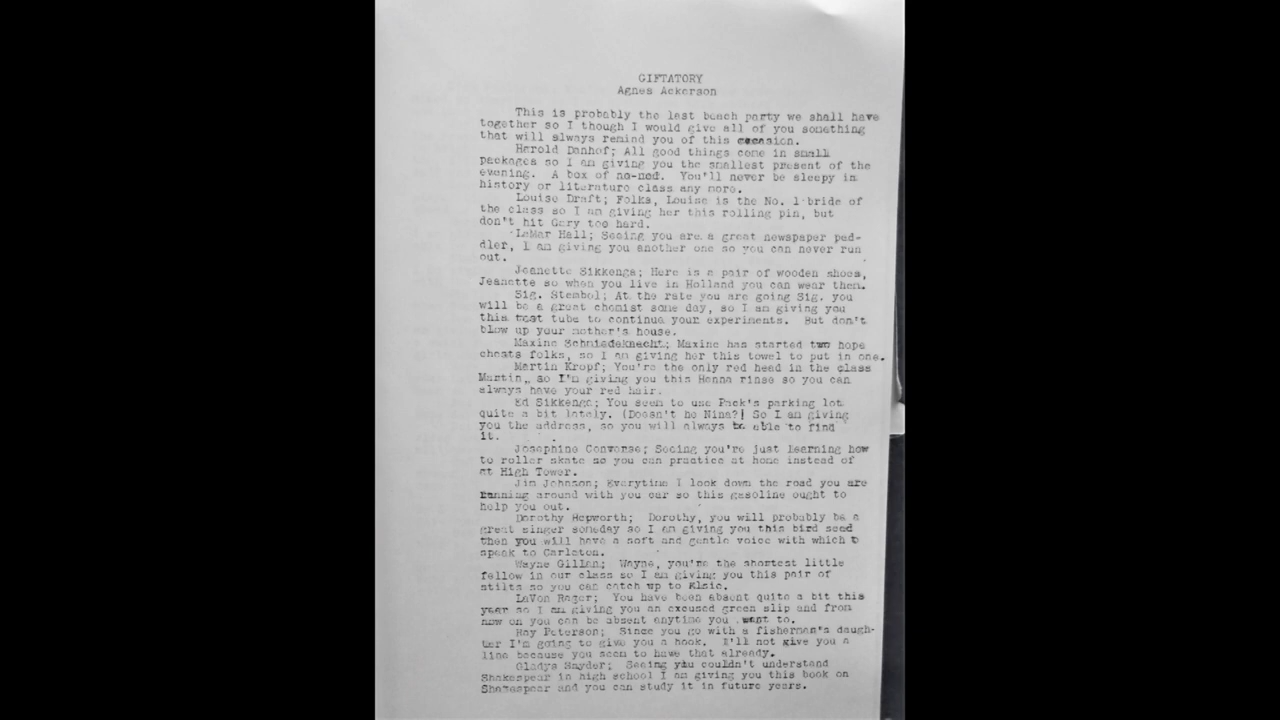 GIFTATORY
Agnes Ackerson
This is probably the last beach party we shall have
together so I though I would give all of you something
that will always remind you of this occasion.
Harold Danhof; All good things come in small
packages so I am giving you the smallest present of the
evening. A box of no-nod. You'll never be sleepy in
history or literature class any more.
Louise Draft; Folks, Louise is the No. 1 bride of
the class so I am giving her this rolling pin, but
don't hit Gary too hard.
LaMar Hall; Seeing you are a great newspaper ped-
dler, I am giving you another one so you can never run
out.
Jeanette Sikkenga; Here is a pair of wooden shoes,
Jeanette so when you live in Holland you can wear them.
Sig. Stembol; At the rate you are going Sig. you
will be a great chemist some day, so I am giving you
this test tube to continue your experiments. But don't
blow up your mother's house.
Maxine Schmiedeknecht; Maxine has started two hope
chests folks, so I am giving her this towel to put in one.
Martin Kropf; You're the only red head in the class
Martin, so I'm giving you this Henna rinse so you can
always have your red hair.
Ed Sikkenga; You seem to use Pack's parking lot
quite a bit lately. (Doesn't he Nina?) So I am giving
you the address, so you will always be able to find
it.
Josephine Converse; Seeing you're just learning how
to roller skate so you can practice at home instead of
at High Tower.
Jim Johnson; Everytime I look down the road you are
running around with you car so this gasoline ought to
help you out.
Dorothy Hepworth; Dorothy, you will probably be a
great singer someday so I am giving you this bird seed
then you will have a soft and gentle voice with which to
speak to Carleton.
Wayne Gillan; Wayne, you're the shortest little
fellow in our class so I am giving you this pair of
stilts so you can catch up to Elsie.
LaVon Rager; You have been absent quite a bit this
year so I am giving you an excused green slip and from
now on you can be absent anytime you want to.
Ray Peterson; Since you go with a fisherman's daugh-
ter I'm going to give you a hook. I'll not give you a
line because you seem to have that already.
Gladys Snyder; Seeing you couldn't understand
Shakespear in high school I am giving you this book on
Shakespear and you can study it in future years.